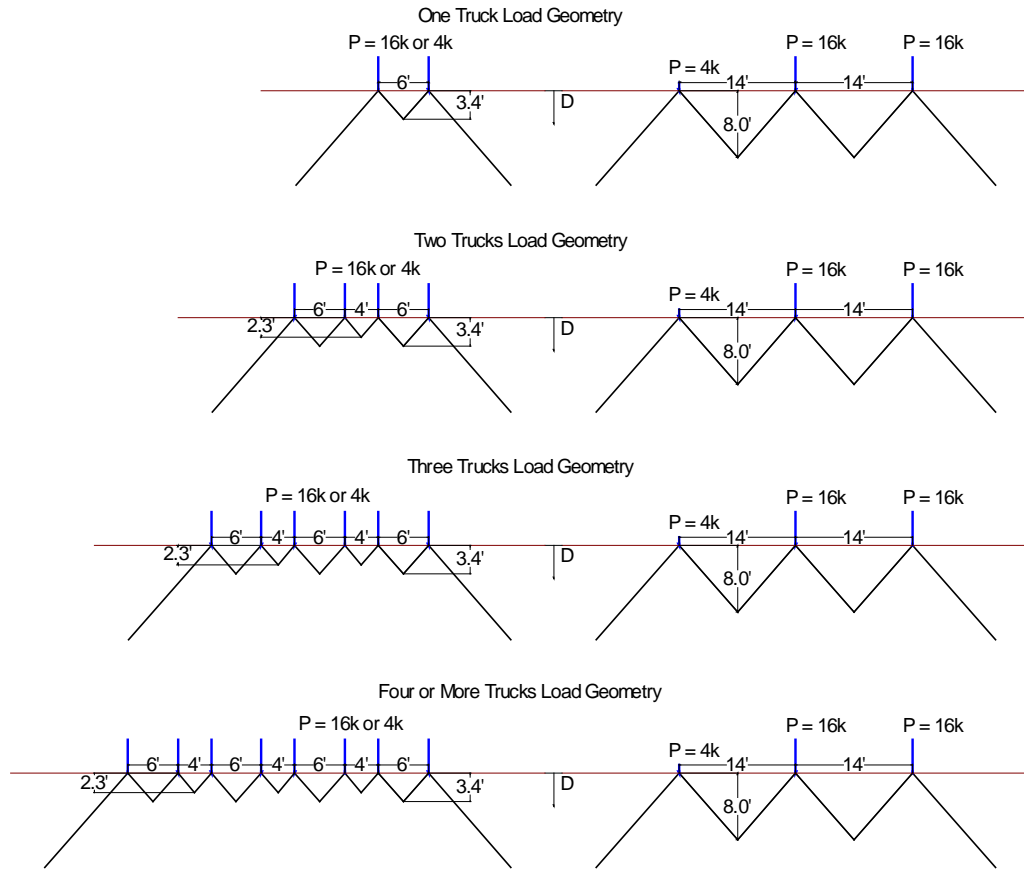 One Truck Load Geometry
P = 16k or 4k
P = 16k
P = 16k
P = 4k
6'
14'
14'
3.4'
D
8.0'
Two Trucks Load Geometry
P = 16k or 4k
P = 16k
P = 16k
P = 4k
6'
4'
6'
14'
14'
2.3'
3.4'
D
8.0'
Three Trucks Load Geometry
P = 16k or 4k
P = 16k
P = 16k
P = 4k
6'
4'
6'
4'
6'
14'
14'
2.3'
3.4'
D
8.0'
Four or More Trucks Load Geometry
P = 16k or 4k
P = 16k
P = 16k
P = 4k
6'
4'
6'
4'
6'
4'
6'
14'
14'
2.3'
3.4'
D
8.0'